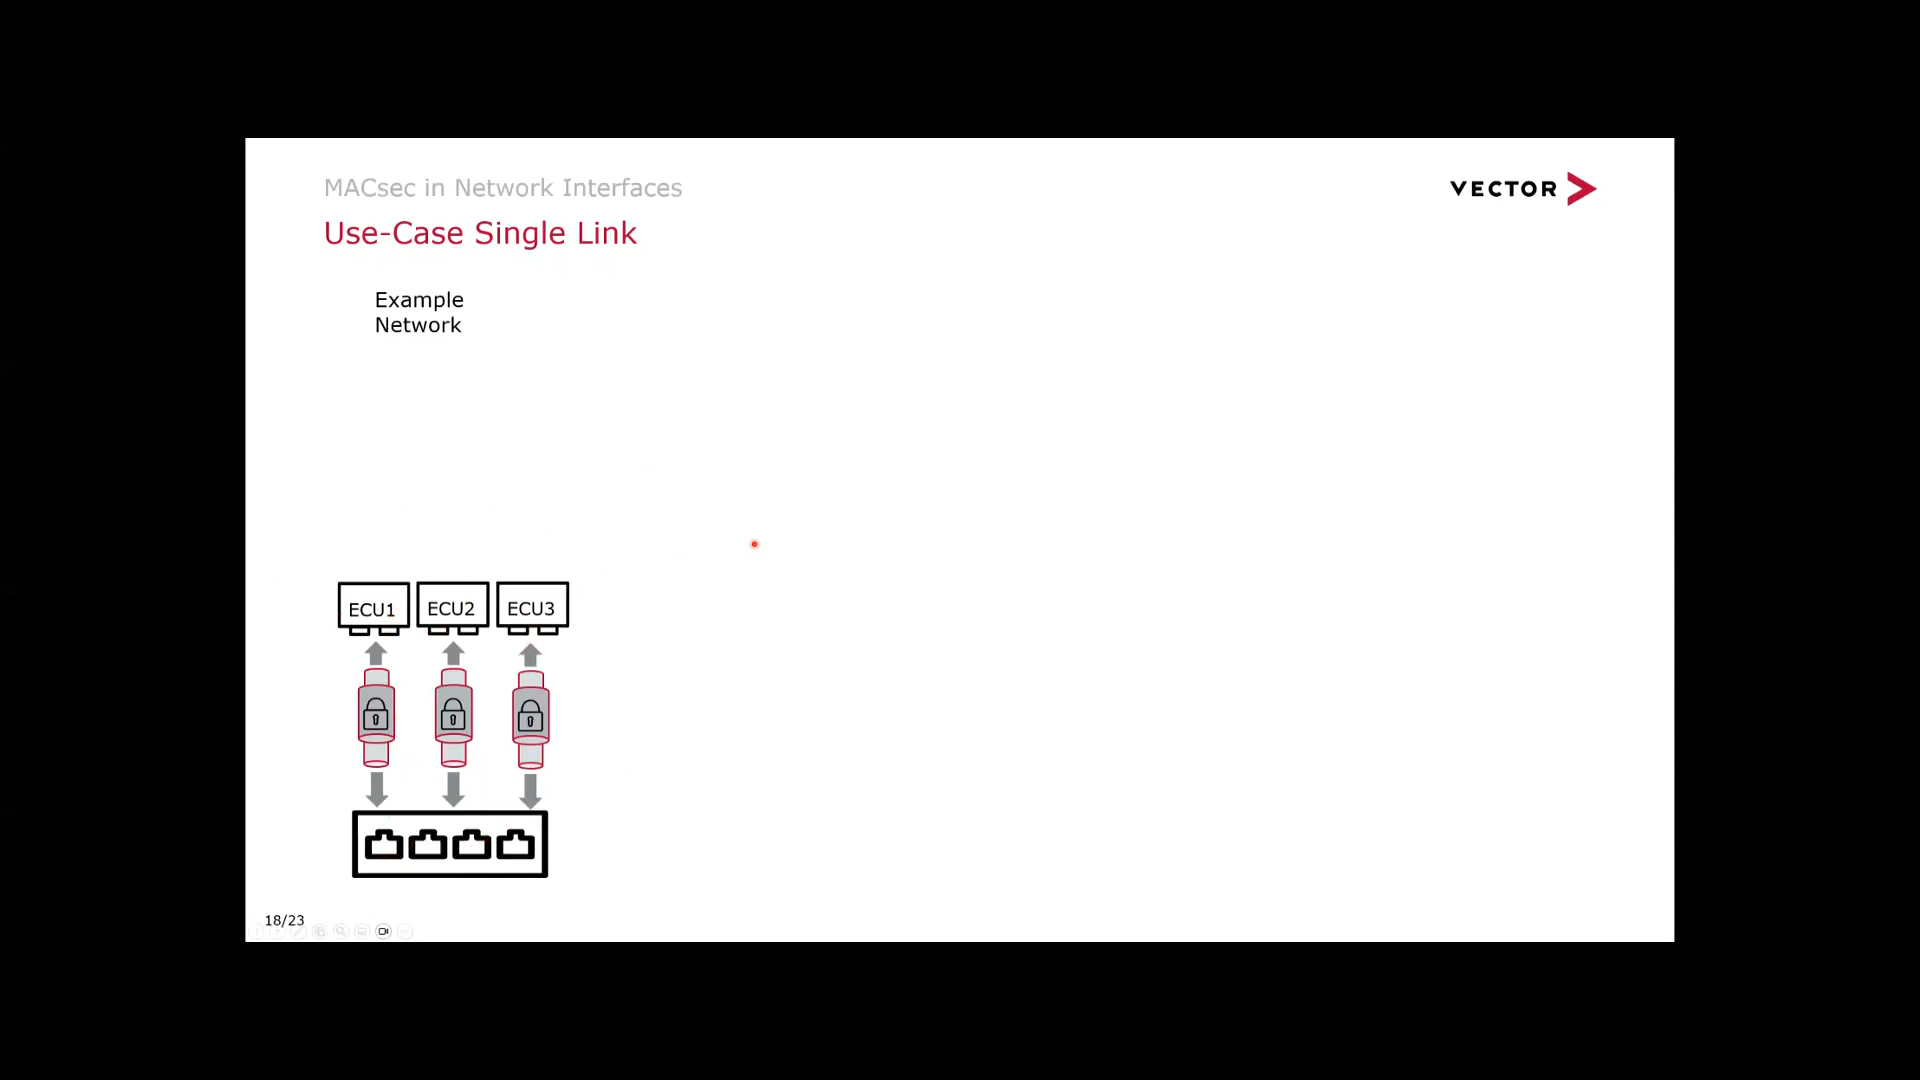 MACsec in Network Interfaces
VECTOR
Use-Case Single Link
Example
Network
ECU1
ECU2
ECU3
18/23